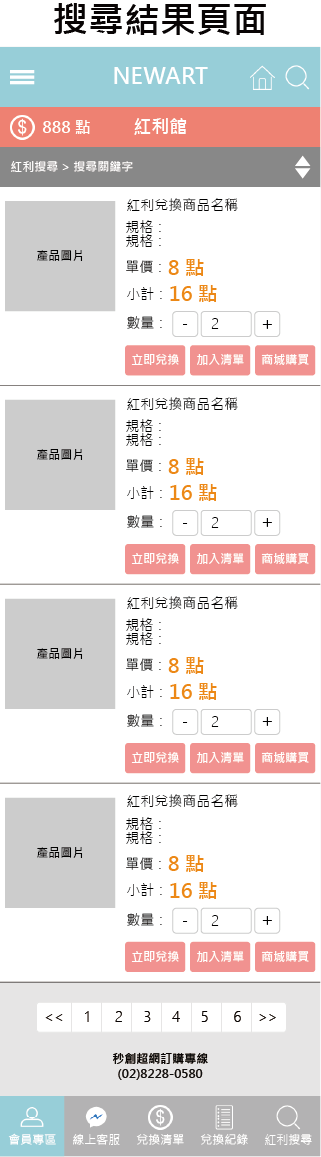 搜尋結果頁面
NEWART
888 點 紅利館
紅利搜尋 > 搜尋關鍵字
產品圖片
紅利兌換商品名稱
規格：
規格：
單價：8 點
小計：16 點
數量： - 2 +
立即兌換 加入清單 商城購買
產品圖片
紅利兌換商品名稱
規格：
規格：
單價：8 點
小計：16 點
數量： - 2 +
立即兌換 加入清單 商城購買
產品圖片
紅利兌換商品名稱
規格：
規格：
單價：8 點
小計：16 點
數量： - 2 +
立即兌換 加入清單 商城購買
產品圖片
紅利兌換商品名稱
規格：
規格：
單價：8 點
小計：16 點
數量： - 2 +
立即兌換 加入清單 商城購買
<< 1 2 3 4 5 6 >>
秒創超網訂購專線
(02)8228-0580
會員專區 線上客服 兌換清單 兌換紀錄 紅利搜尋